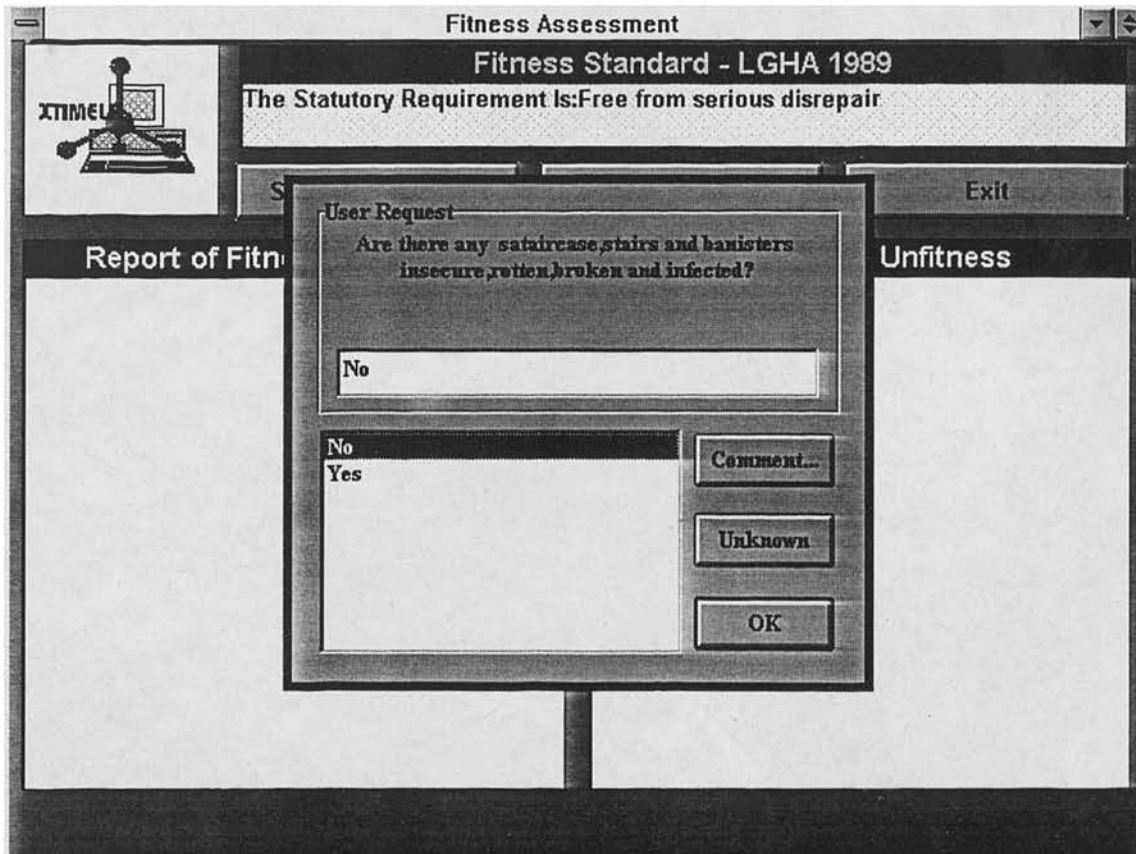 Fitness Assessment
Fitness Standard - LGHA 1989
XTIMEL
The Statutory Requirement Is:Free from serious disrepair
S
Exit
Report of Fitn
Unfitness
User Request
Are there any sataircase,stairs and banisters
insecure,rotten,broken and infected?
No
No
Yes
Comment...
Unknown
OK